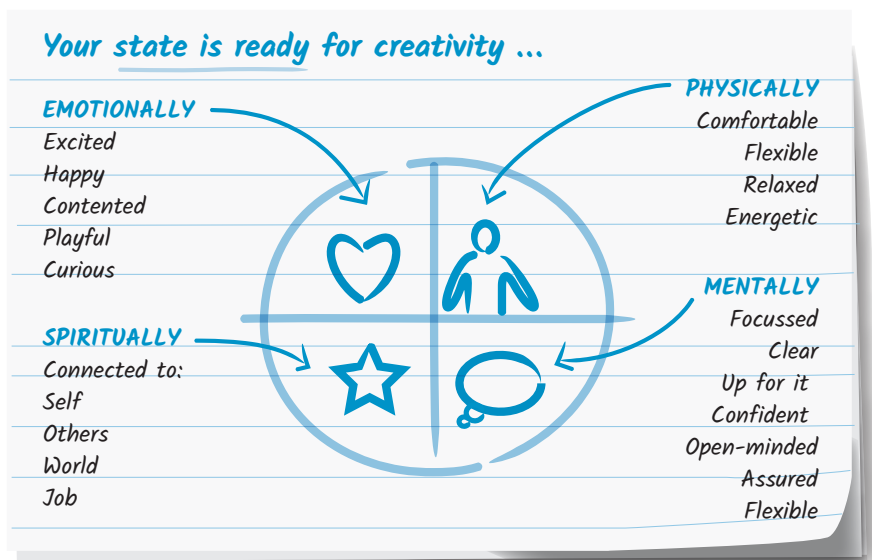 Your state is ready for creativity ...
EMOTIONALLY
Excited
Happy
Contented
Playful
Curious
SPIRITUALLY
Connected to:
Self
Others
World
Job
PHYSICALLY
Comfortable
Flexible
Relaxed
Energetic
MENTALLY
Focussed
Clear
Up for it
Confident
Open-minded
Assured
Flexible